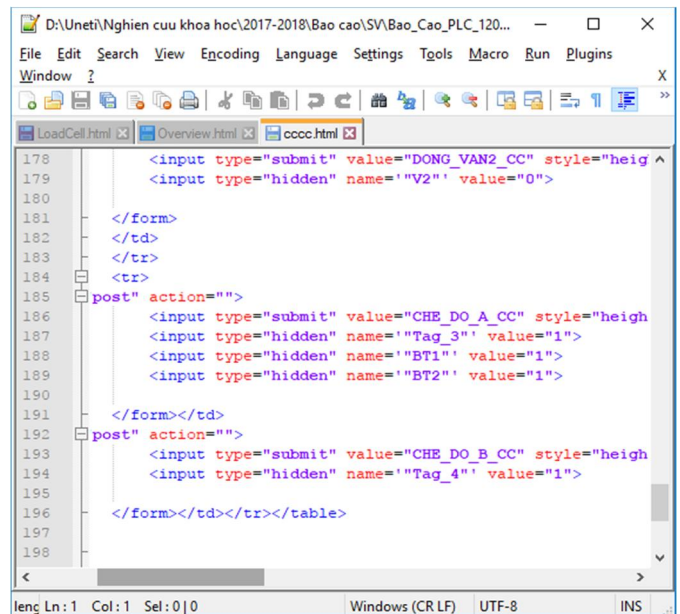 D:\Uneti\Nghien cuu khoa hoc\2017-2018\Bao cao\SV\Bao_Cao_PLC_120...
File Edit Search View Encoding Language Settings Tools Macro Run Plugins
Window ? X
LoadCell.html Overview.html cccc.html
178 <input type="submit" value="DONG_VAN2_CC" style="heig
179 <input type="hidden" name='"V2"' value="0">
180
181 </form>
182 </td>
183 </tr>
184 <tr>
185 post" action="">
186 <input type="submit" value="CHE_DO_A_CC" style="heigh
187 <input type="hidden" name='"Tag_3"' value="1">
188 <input type="hidden" name='"BT1"' value="1">
189 <input type="hidden" name='"BT2"' value="1">
190
191 </form></td>
192 post" action="">
193 <input type="submit" value="CHE_DO_B_CC" style="heigh
194 <input type="hidden" name='"Tag_4"' value="1">
195
196 </form></td></tr></table>
197
198
leng Ln : 1 Col : 1 Sel : 0 | 0 Windows (CR LF) UTF-8 INS